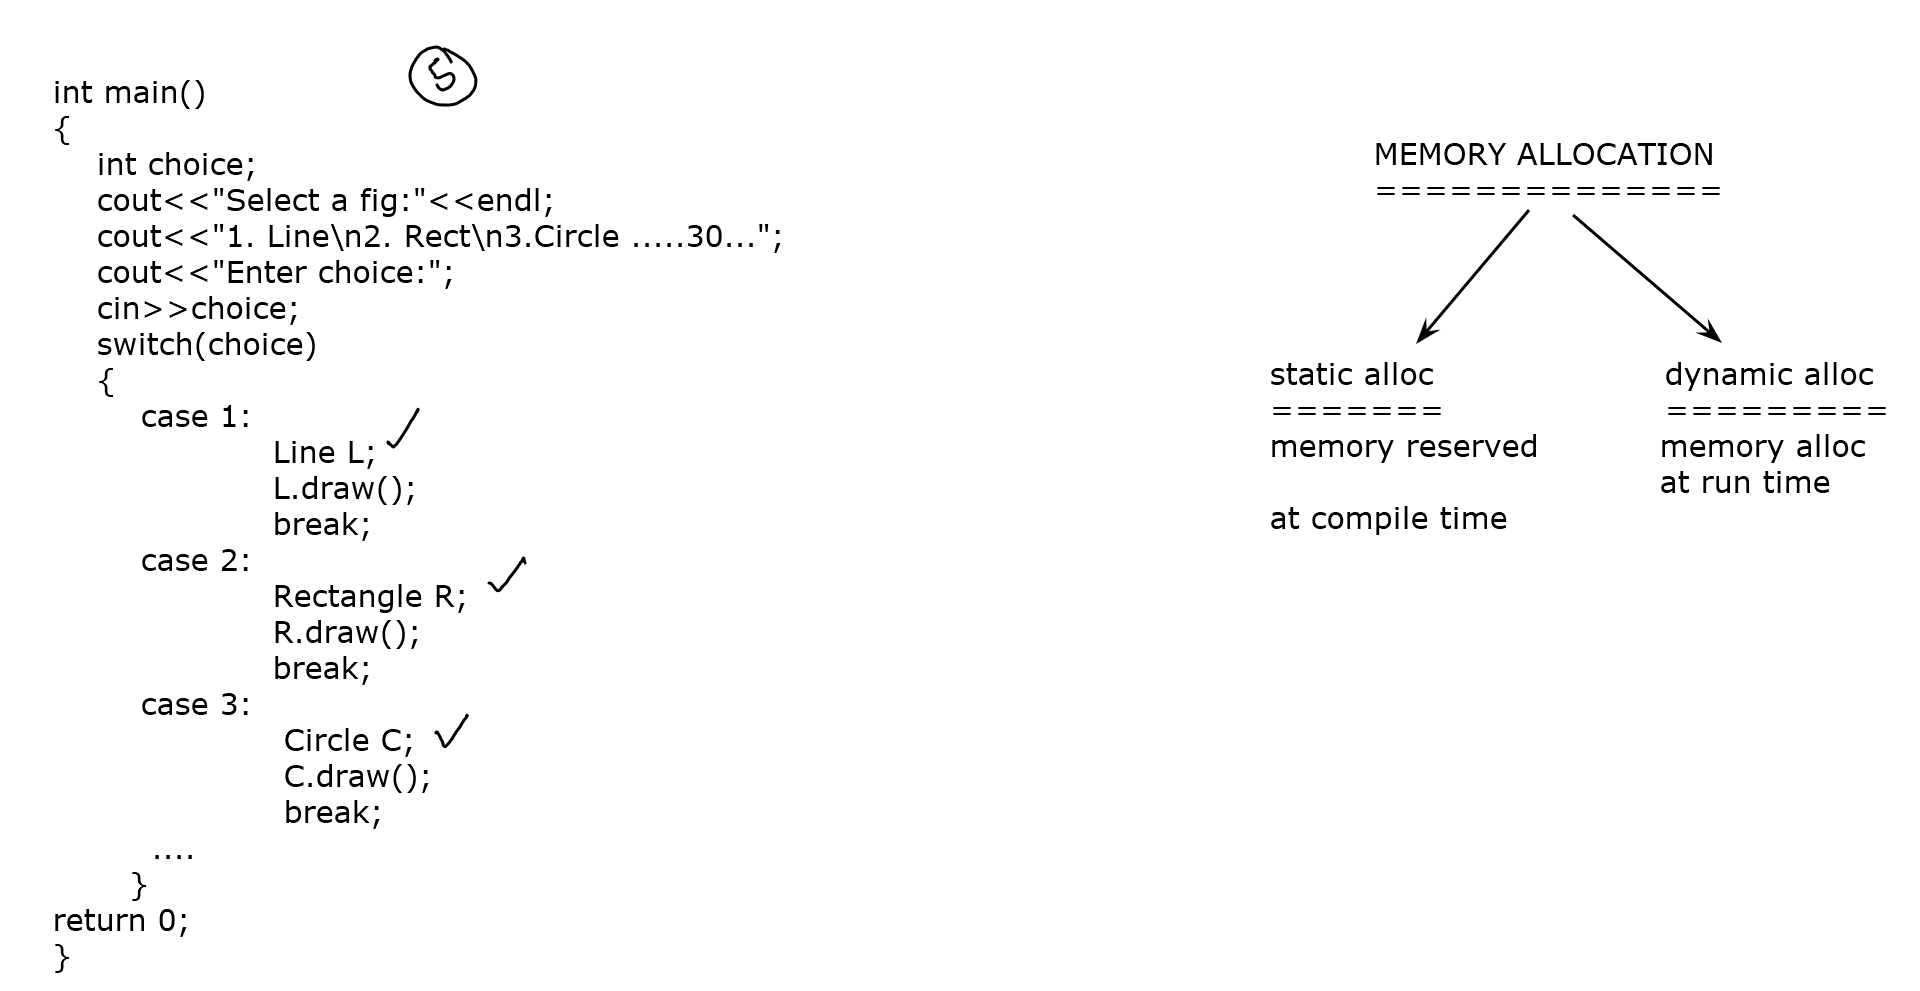 5
int main()
{
int choice;
cout<<"Select a fig:"<<endl;
cout<<"1. Line\n2. Rect\n3.Circle .....30...";
cout<<"Enter choice:";
cin>>choice;
switch(choice)
{
case 1:
Line L;
L.draw();
break;
case 2:
Rectangle R;
R.draw();
break;
case 3:
Circle C;
C.draw();
break;
....
}
return 0;
}
MEMORY ALLOCATION
==============
static alloc
=======
memory reserved
at compile time
dynamic alloc
=========
memory alloc
at run time